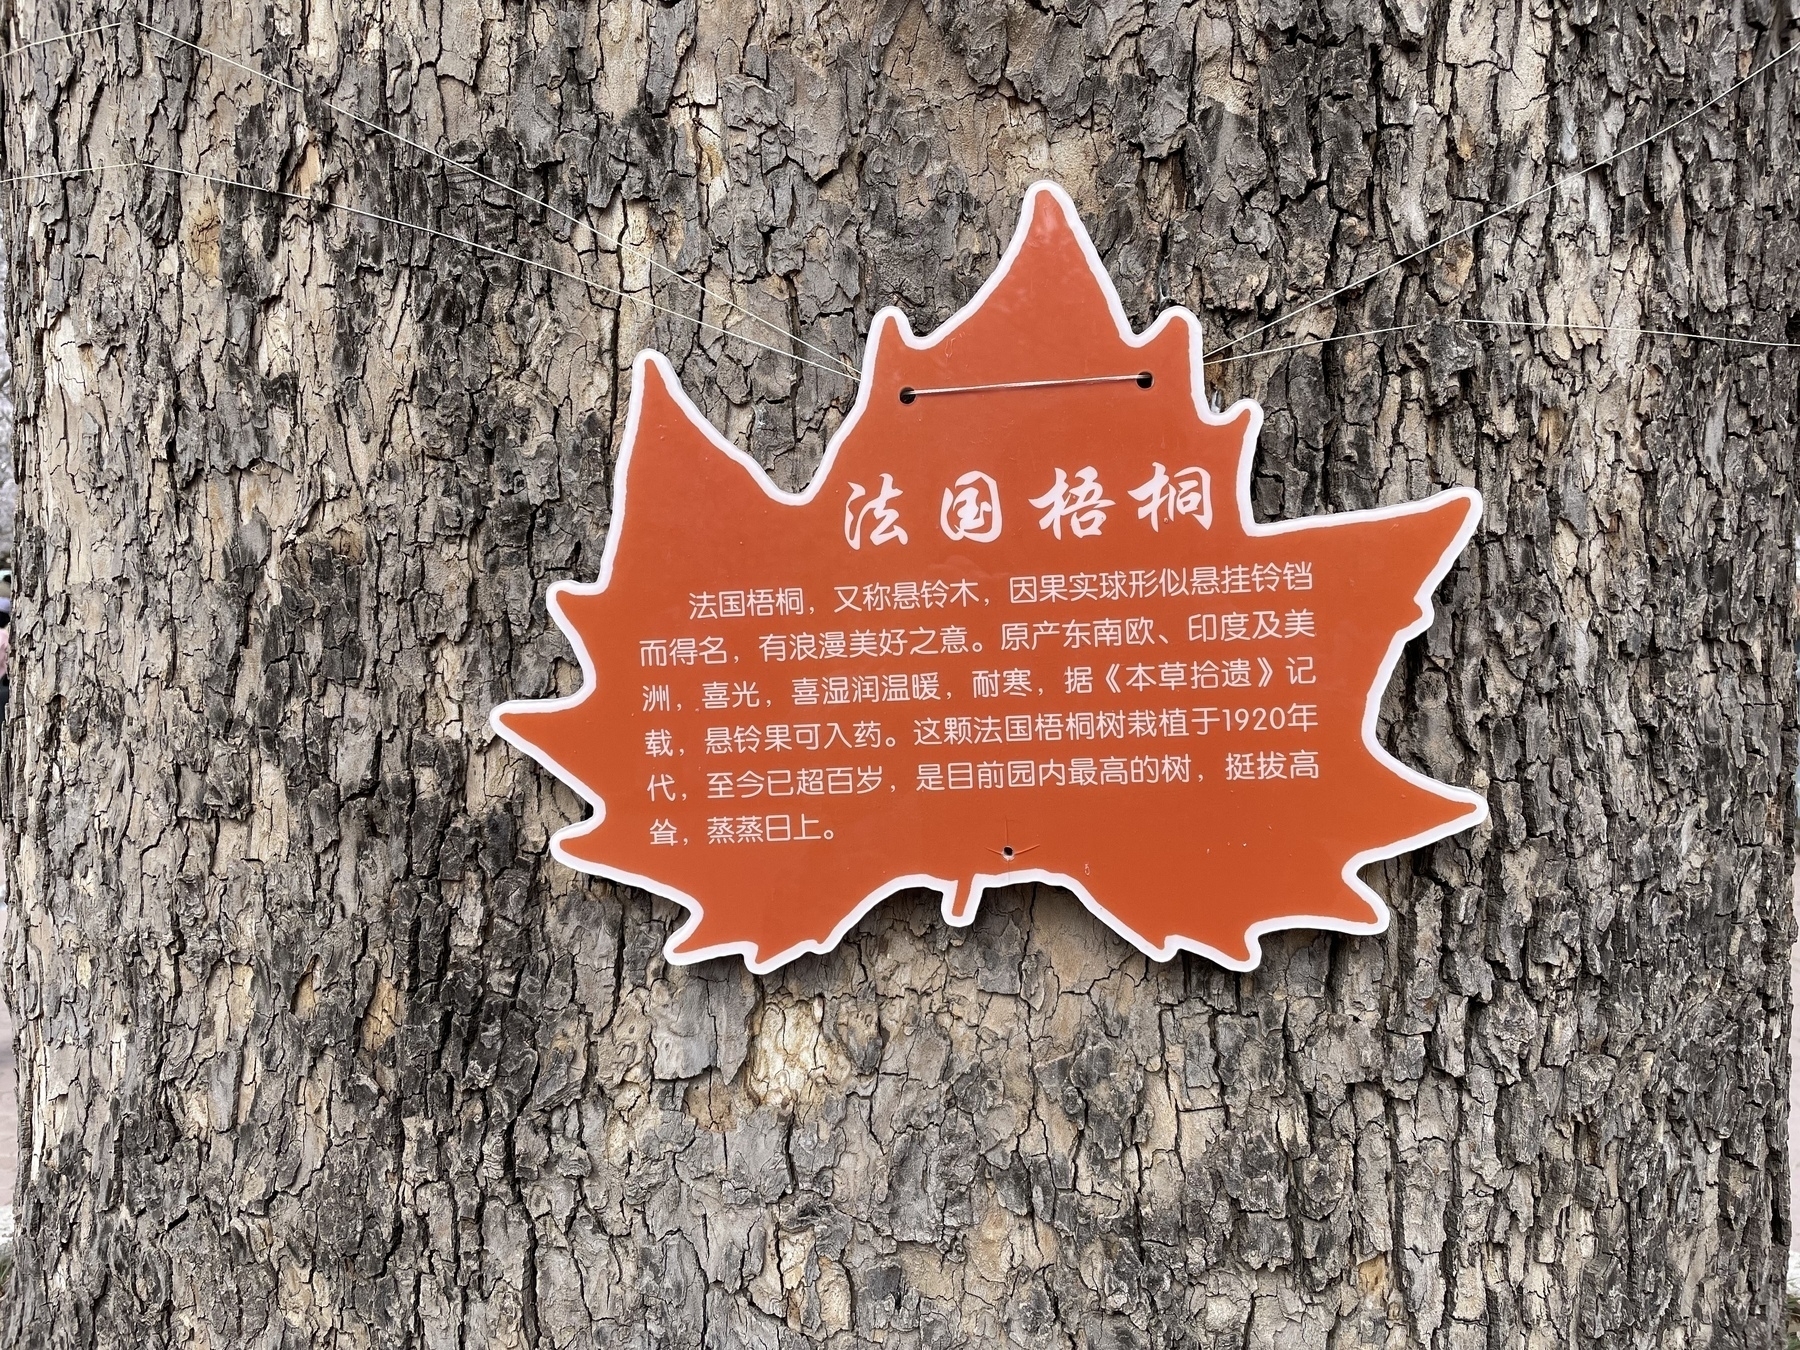 法国梧桐
法国梧桐，又称悬铃木，因果实球形似悬挂铃铛
而得名，有浪漫美好之意。原产东南欧、印度及美
洲，喜光，喜湿润温暖，耐寒，据《本草拾遗》记
载，悬铃果可入药。这颗法国梧桐树栽植于1920年
代，至今已超百岁，是目前园内最高的树，挺拔高
耸，蒸蒸日上。